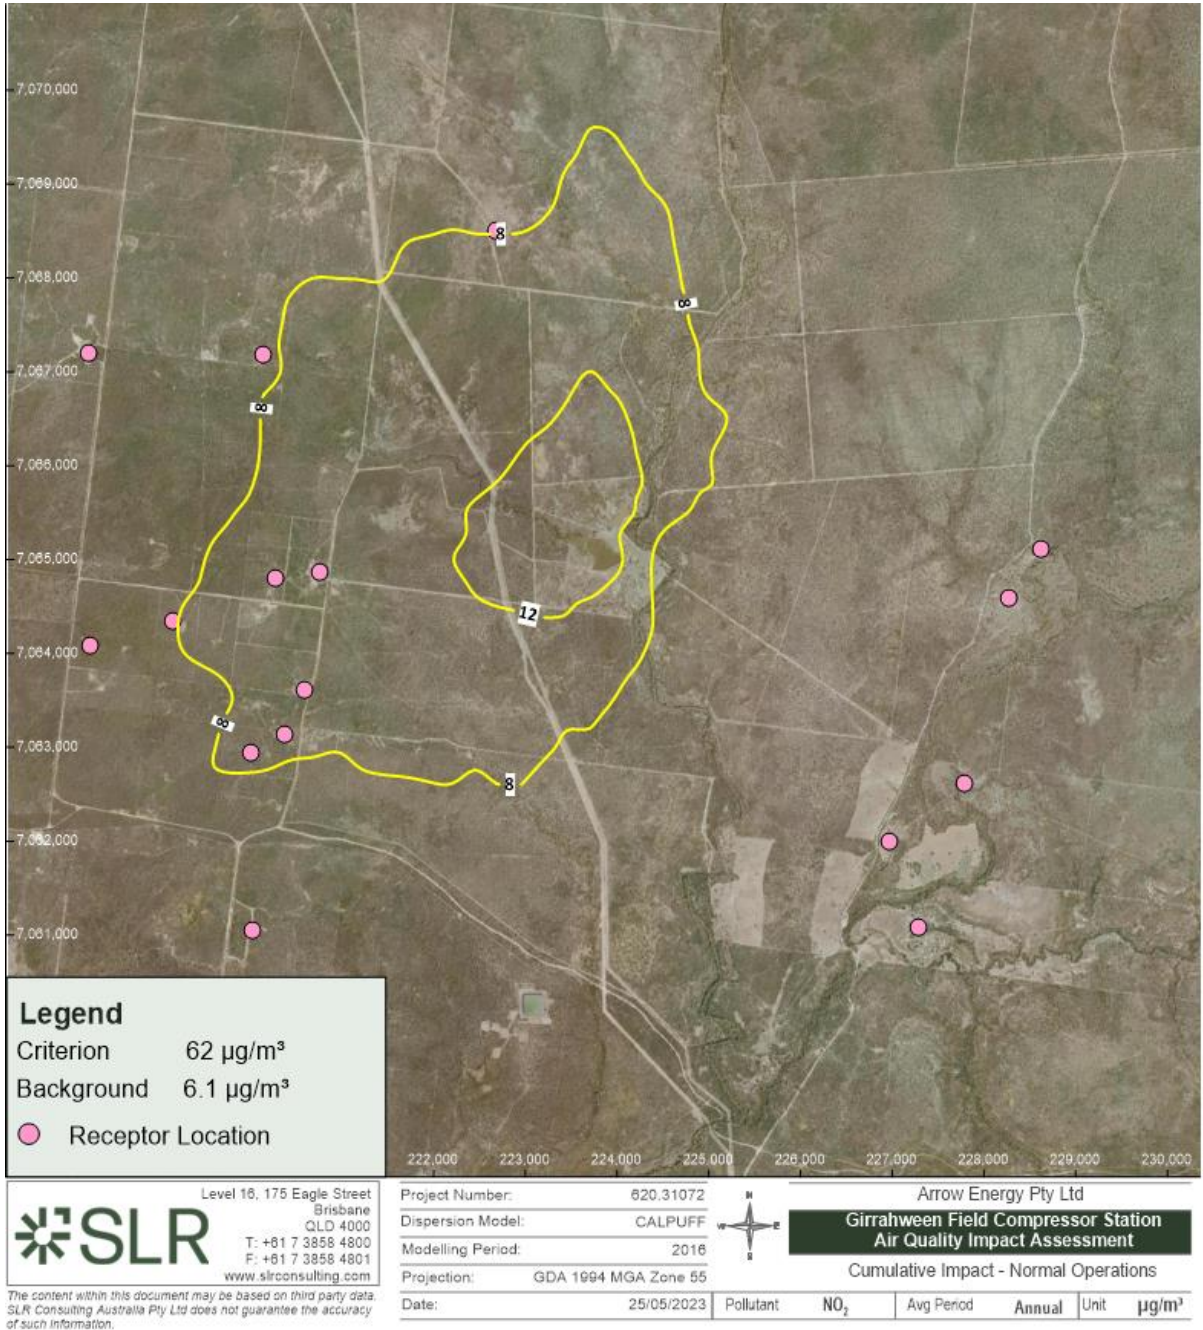 7,070,000
7,069,000
8
7,068,000
8
7,067,000
8
7,066,000
7,065,000
12
7,064,000
8
7,063,000
8
7,062,000
7,061,000
Legend
Criterion 62 µg/m³
Background 6.1 µg/m³
Receptor Location
222,000 223,000 224,000 225,000 226,000 227,000 228,000 229,000 230,000
SLR
Level 16, 175 Eagle Street
Brisbane
QLD 4000
T: +61 7 3858 4800
F: +61 7 3858 4801
www.slrconsulting.com
The content within this document may be based on third party data.
SLR Consulting Australia Pty Ltd does not guarantee the accuracy
of such information.
Project Number: 620.31072
Dispersion Model: CALPUFF
Modelling Period: 2016
Projection: GDA 1994 MGA Zone 55
Date: 25/05/2023
N
W E
S
Arrow Energy Pty Ltd
Girrahween Field Compressor Station
Air Quality Impact Assessment
Cumulative Impact - Normal Operations
Pollutant NO₂ Avg Period Annual Unit µg/m³